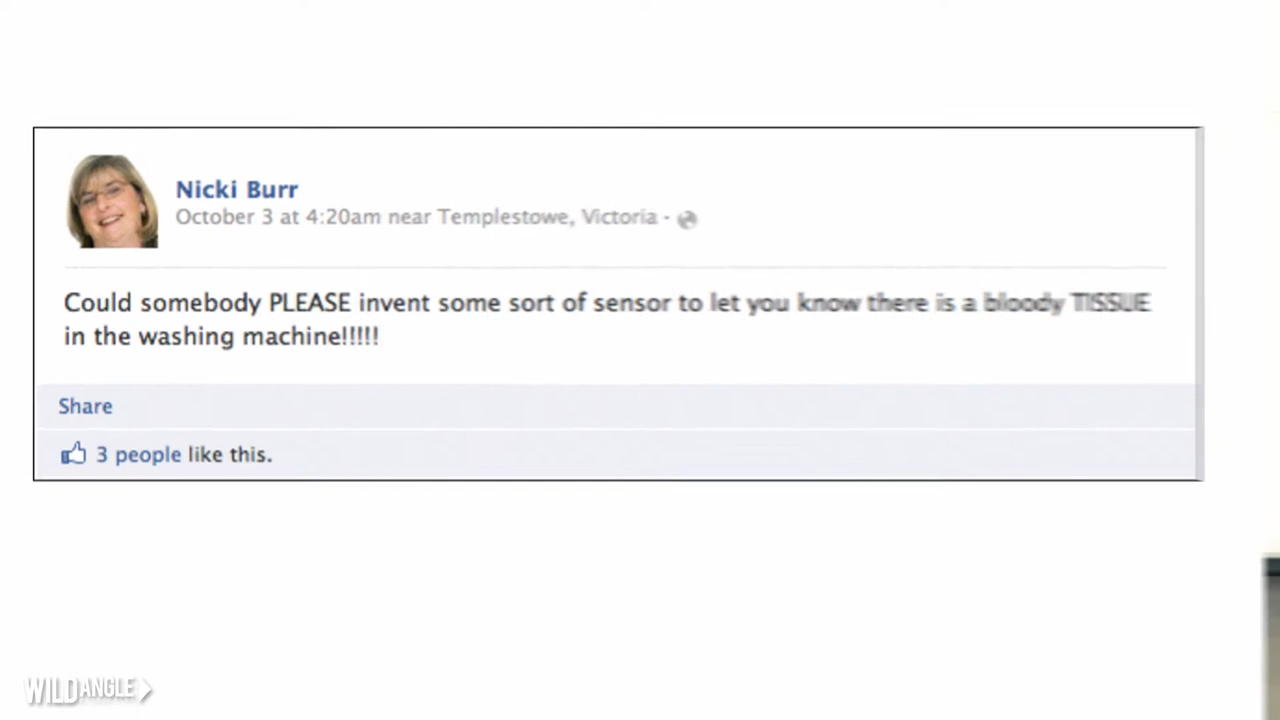 Nicki Burr
October 3 at 4:20am near Templestowe, Victoria ·
Could somebody PLEASE invent some sort of sensor to let you know there is a bloody TISSUE
in the washing machine!!!!!
Share
3 people like this.
WILDANGLE